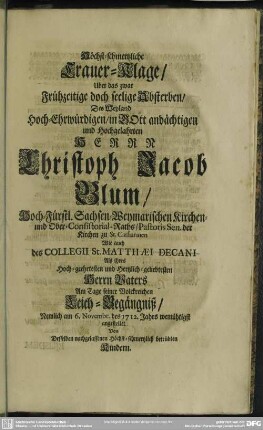 Höchst-schmertzliche
Trauer-Klage/
Uber das zwar
Frühzeitige doch seelige Absterben/
Des Weyland
Hoch-Ehrwürdigen/ in GOtt andächtigen
und Hochgelahrten
HERRN
Christoph Jacob
Blum/
Hoch-Fürstl. Sachsen-Weymarischen Kirchen-
und Ober-Consistorial-Raths/ Pastoris Sen. der
Kirchen zu St. Catharinen
Wie auch
des COLLEGII St. MATTHÆI DECANI
Als ihres
Hoch-geehrtesten und Hertzlich-geliebtesten
Herrn Vaters
Am Tage seiner Volckreichen
Leich-Begängniß/
Nemlich am 6. Novembr. des 1712. Jahrs wehmüthigst
angestellet
Von
Desselben nachgelassenen Höchst-schmertzlich betrübten
Kindern.